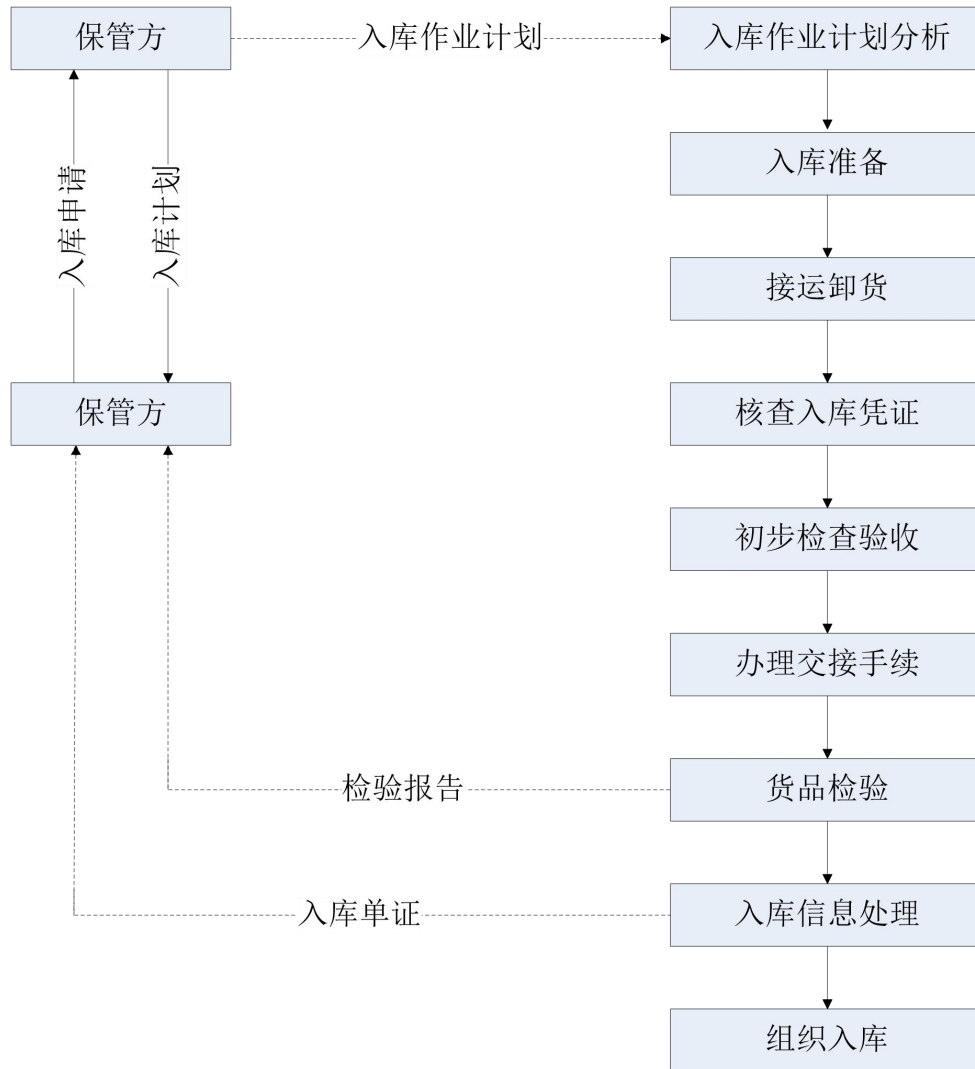 保管方
入库作业计划
入库作业计划分析
入库准备
入库申请
入库计划
接运卸货
保管方
核查入库凭证
初步检查验收
办理交接手续
检验报告
货品检验
入库单证
入库信息处理
组织入库